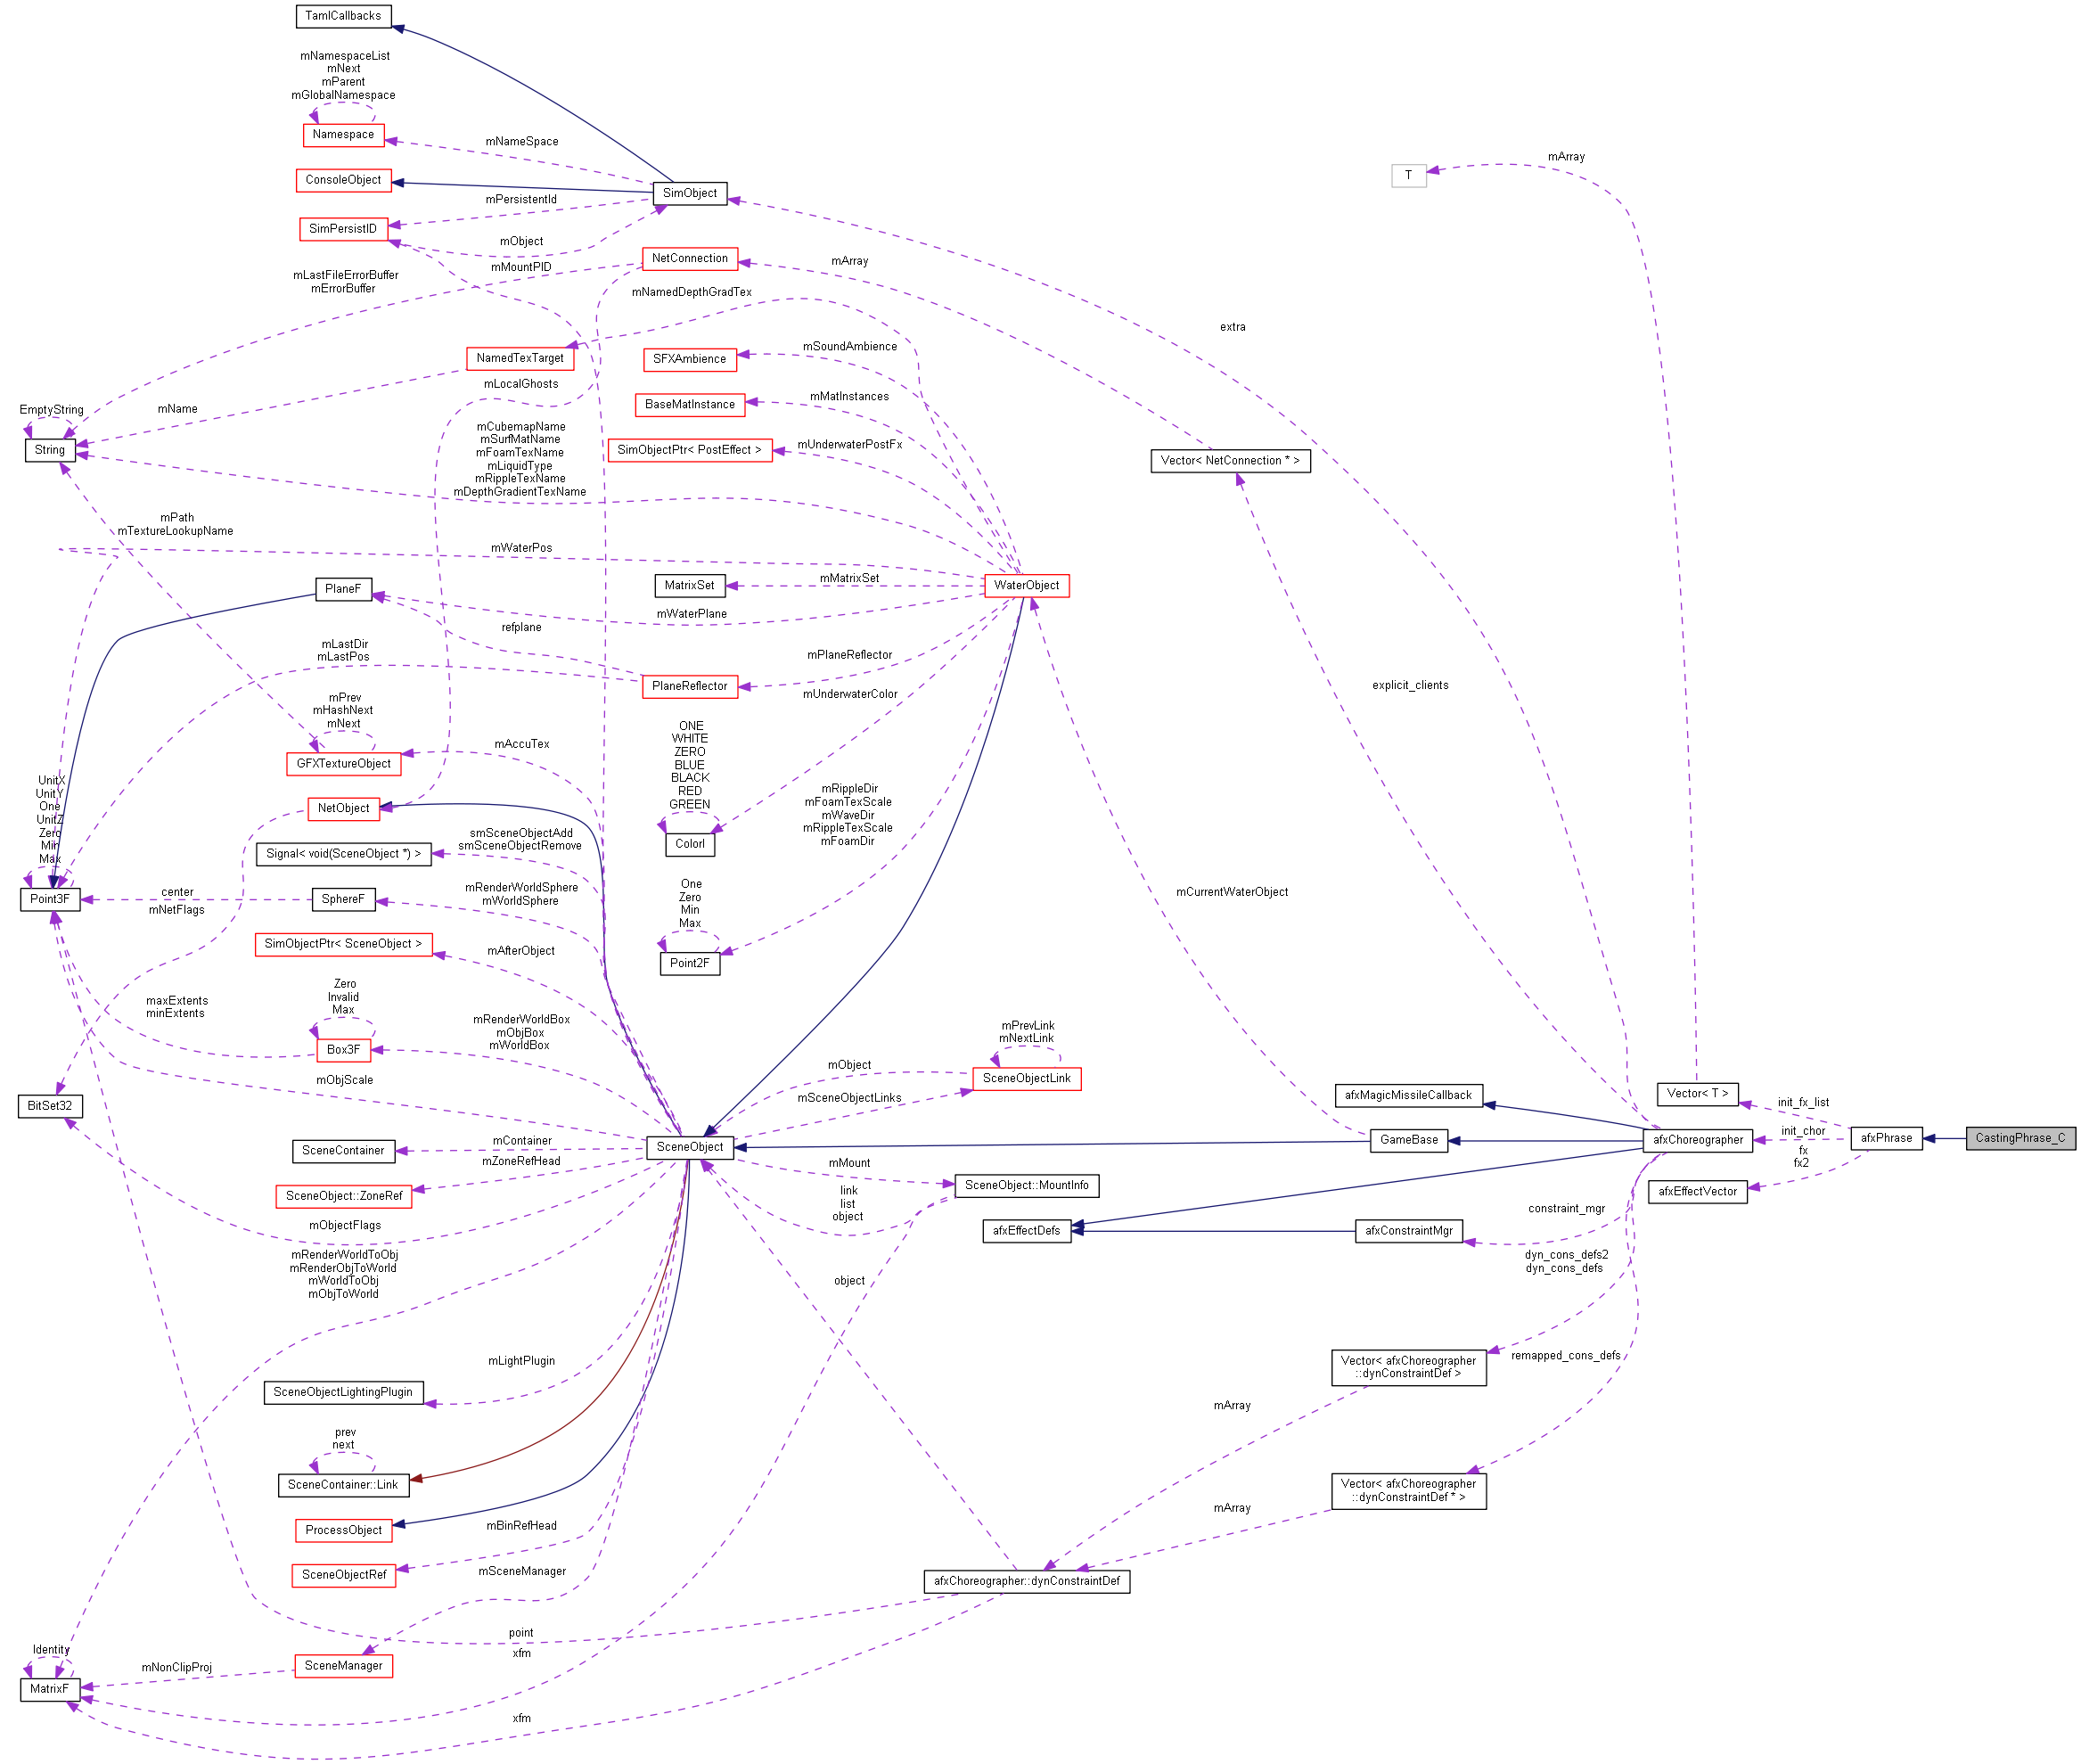 TamlCallbacks
mNamespaceList
mNext
mParent
mGlobalNamespace
Namespace
mNameSpace
mArray
T
ConsoleObject
SimObject
mPersistentId
SimPersistID
mObject
NetConnection
mArray
mMountPID
mLastFileErrorBuffer
mErrorBuffer
mNamedDepthGradTex
extra
NamedTexTarget
SFXAmbience
mSoundAmbience
mLocalGhosts
BaseMatInstance
mMatInstances
EmptyString
mName
String
mCubemapName
mSurfMatName
mFoamTexName
mLiquidType
mRippleTexName
mDepthGradientTexName
SimObjectPtr< PostEffect >
mUnderwaterPostFx
Vector< NetConnection * >
mPath
mTextureLookupName
mWaterPos
PlaneF
MatrixSet
mMatrixSet
WaterObject
mWaterPlane
refplane
mLastDir
mLastPos
mPlaneReflector
PlaneReflector
explicit_clients
mUnderwaterColor
mPrev
mHashNext
mNext
mAccuTex
GFXTextureObject
ONE
WHITE
ZERO
BLUE
BLACK
RED
GREEN
ColorI
UnitX
UnitY
One
UnitZ
Zero
Min
Max
Point3F
NetObject
mRippleDir
mFoamTexScale
mWaveDir
mRippleTexScale
mFoamDir
smSceneObjectAdd
smSceneObjectRemove
Signal< void(SceneObject *) >
center
mNetFlags
SphereF
mRenderWorldSphere
mWorldSphere
One
Zero
Min
Max
Point2F
mCurrentWaterObject
SimObjectPtr< SceneObject >
mAfterObject
maxExtents
minExtents
Zero
Invalid
Max
Box3F
mRenderWorldBox
mObjBox
mWorldBox
mPrevLink
mNextLink
SceneObjectLink
mObject
mSceneObjectLinks
mObjScale
BitSet32
afxMagicMissileCallback
Vector< T >
init_fx_list
SceneContainer
mContainer
SceneObject
GameBase
afxChoreographer
init_chor
afxPhrase
CastingPhrase_C
fx
fx2
afxEffectVector
mZoneRefHead
SceneObject::ZoneRef
mMount
SceneObject::MountInfo
link
list
object
mObjectFlags
afxEffectDefs
afxConstraintMgr
constraint_mgr
mRenderWorldToObj
mRenderObjToWorld
mWorldToObj
mObjToWorld
object
dyn_cons_defs2
dyn_cons_defs
mLightPlugin
SceneObjectLightingPlugin
Vector< afxChoreographer
::dynConstraintDef >
remapped_cons_defs
mArray
prev
next
SceneContainer::Link
Vector< afxChoreographer
::dynConstraintDef * >
mArray
ProcessObject
mBinRefHead
SceneObjectRef
mSceneManager
afxChoreographer::dynConstraintDef
point
xfm
Identity
MatrixF
mNonClipProj
SceneManager
xfm